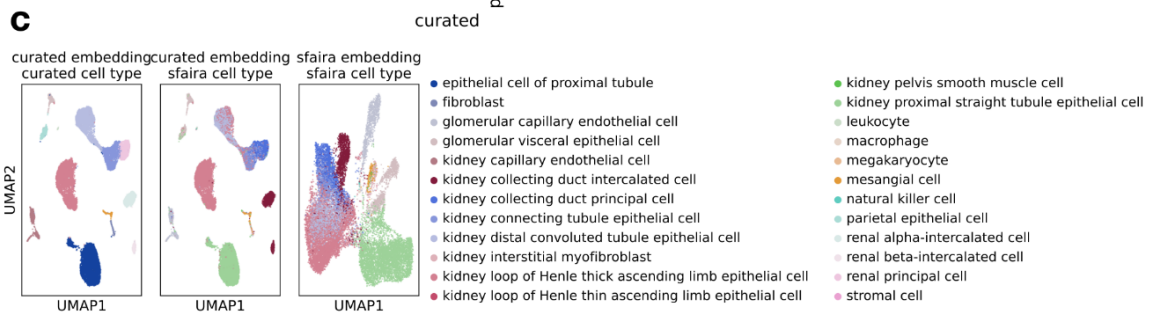 C
p
curated
curated embedding
curated cell type
curated embedding
sfaira cell type
sfaira embedding
sfaira cell type
UMAP2
UMAP1
UMAP1
UMAP1
epithelial cell of proximal tubule
fibroblast
glomerular capillary endothelial cell
glomerular visceral epithelial cell
kidney capillary endothelial cell
kidney collecting duct intercalated cell
kidney collecting duct principal cell
kidney connecting tubule epithelial cell
kidney distal convoluted tubule epithelial cell
kidney interstitial myofibroblast
kidney loop of Henle thick ascending limb epithelial cell
kidney loop of Henle thin ascending limb epithelial cell
kidney pelvis smooth muscle cell
kidney proximal straight tubule epithelial cell
leukocyte
macrophage
megakaryocyte
mesangial cell
natural killer cell
parietal epithelial cell
renal alpha-intercalated cell
renal beta-intercalated cell
renal principal cell
stromal cell